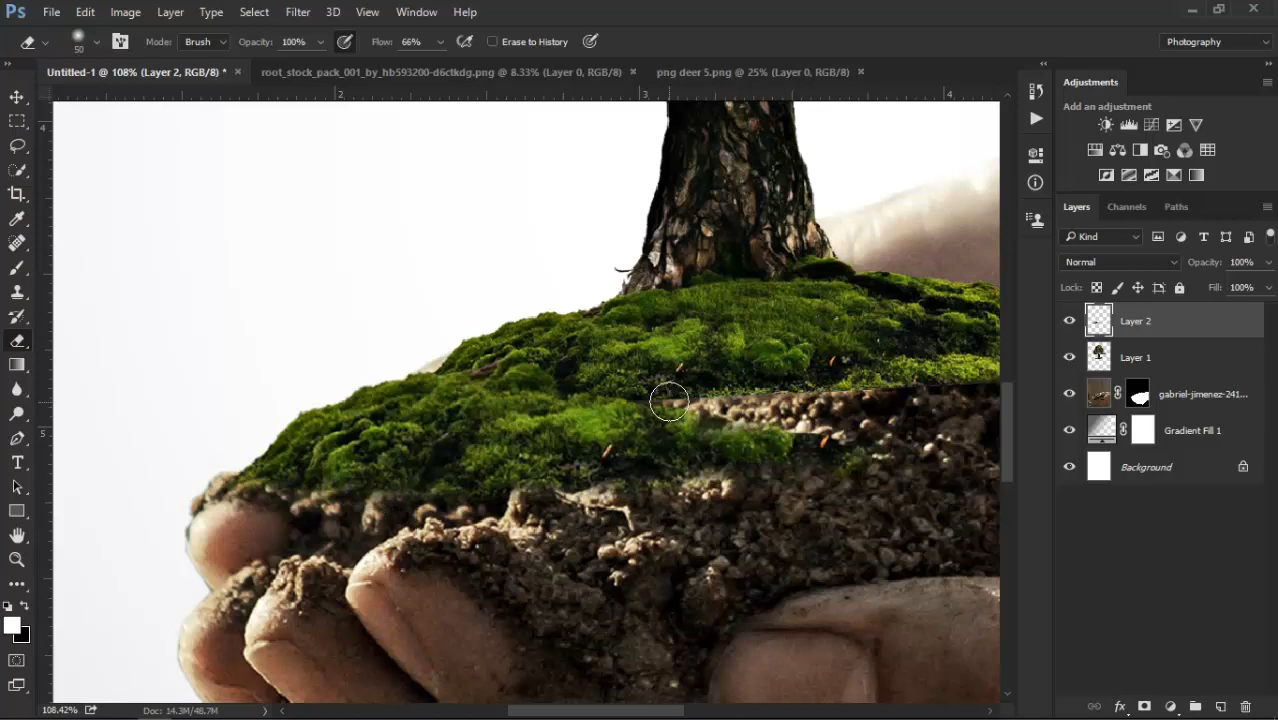 Ps File Edit Image Layer Type Select Filter 3D View Window Help
50 Mode: Brush Opacity: 100% Flow: 66% Erase to History Photography
Untitled-1 @ 108% (Layer 2, RGB/8) * × root_stock_pack_001_by_hb593200-d6ctkdg.png @ 8.33% (Layer 0, RGB/8) × png deer 5.png @ 25% (Layer 0, RGB/8) ×
2 3 4
4
5
Adjustments
Add an adjustment
Layers Channels Paths
Kind
Normal Opacity: 100%
Lock: Fill: 100%
Layer 2
Layer 1
gabriel-jimenez-241...
Gradient Fill 1
Background
108.42% Doc: 14.3M/48.7M